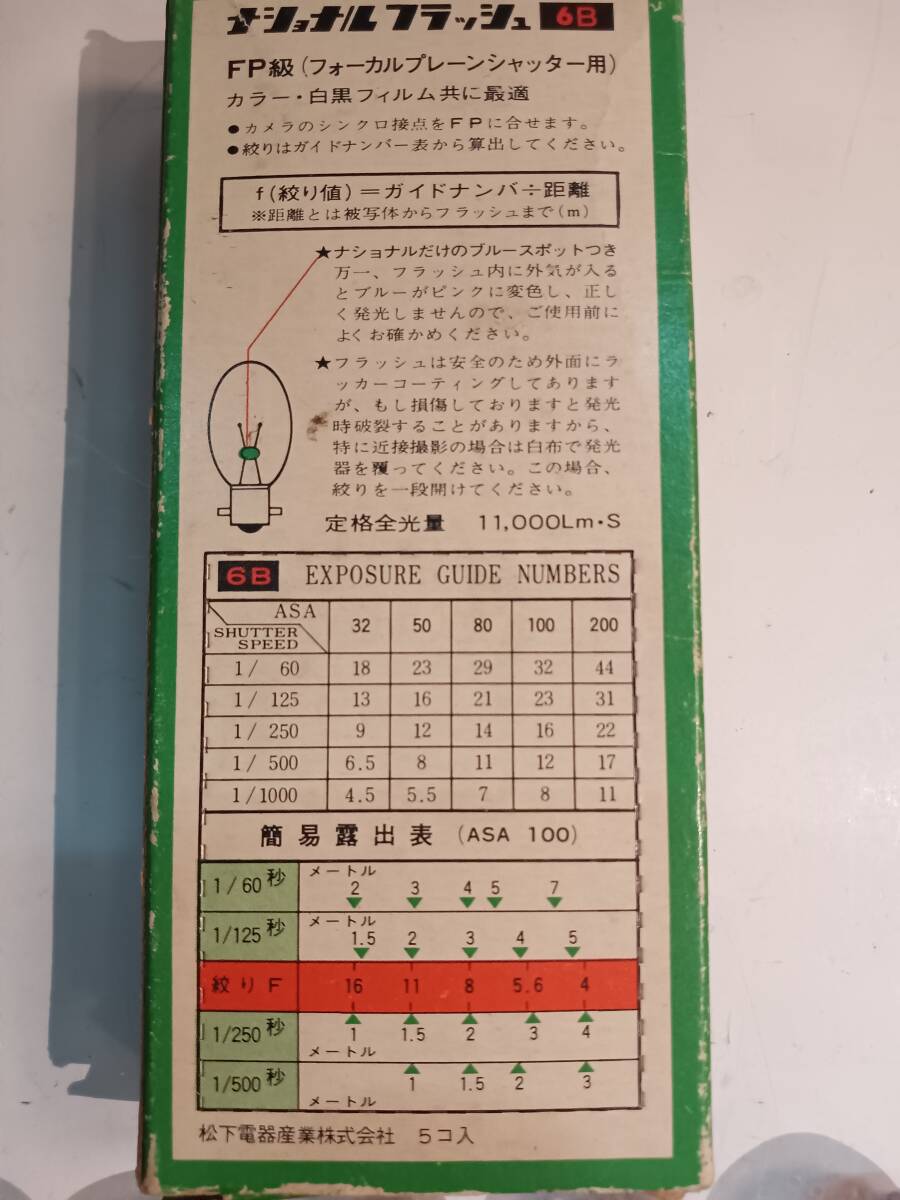 ナショナルフラッシュ 6B
FP級(フォーカルプレーンシャッター用)
カラー・白黒フィルム共に最適
●カメラのシンクロ接点をFPに合せます。
●絞りはガイドナンバー表から算出してください。
f(絞り値)=ガイドナンバ÷距離
※距離とは被写体からフラッシュまで(m)
★ナショナルだけのブルースポットつき
万一、フラッシュ内に外気が入る
とブルーがピンクに変色し、正し
く発光しませんので、ご使用前に
よくお確かめください。
★フラッシュは安全のため外面にラ
ッカーコーティングしてあります
が、もし損傷しておりますと発光
時破裂することがありますから、
特に近接撮影の場合は白布で発光
器を覆ってください。この場合、
絞りを一段開けてください。
定格全光量 11,000Lm・S
6B EXPOSURE GUIDE NUMBERS
ASA 32 50 80 100 200
SHUTTER SPEED
1/ 60 18 23 29 32 44
1/ 125 13 16 21 23 31
1/ 250 9 12 14 16 22
1/ 500 6.5 8 11 12 17
1/1000 4.5 5.5 7 8 11
簡易露出表 (ASA 100)
1/60秒 メートル 2 3 4 5 7
1/125秒 メートル 1.5 2 3 4 5
絞りF 16 11 8 5.6 4
1/250秒 1 1.5 2 3 4
メートル
1/500秒 1 1.5 2 3
メートル
松下電器産業株式会社 5コ入